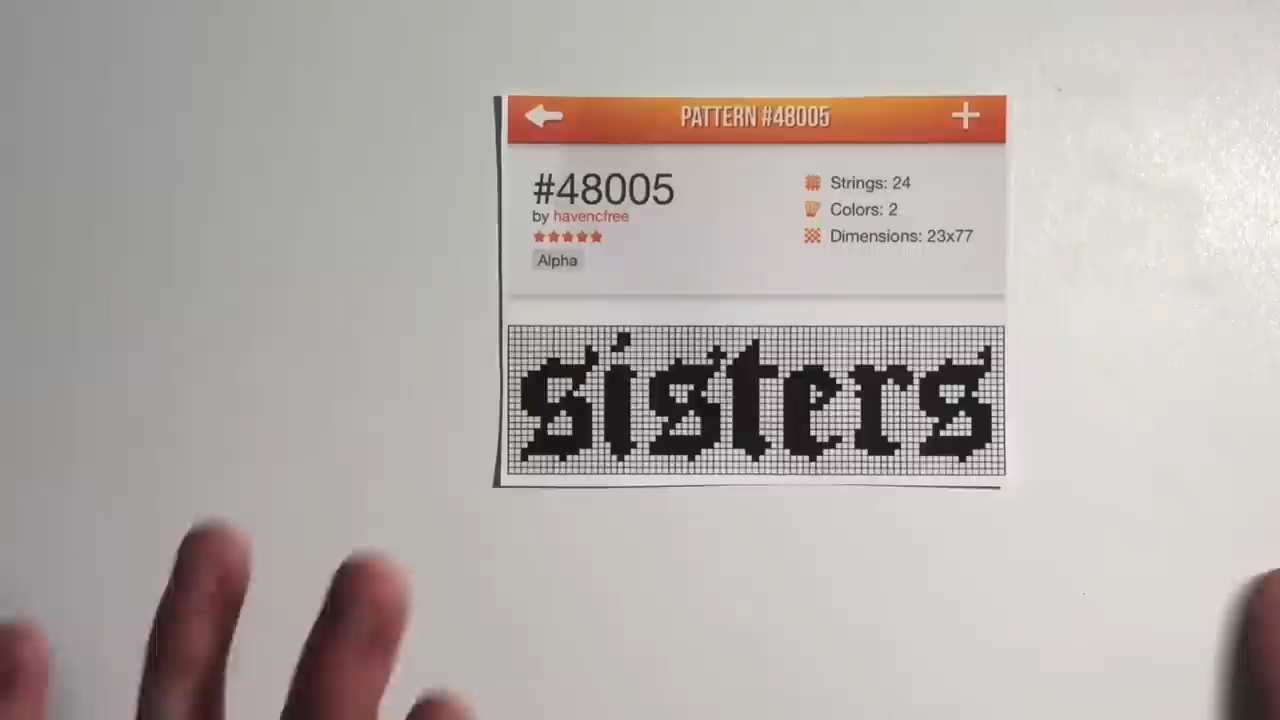 PATTERN #48005
#48005
by havencfree
Alpha
Strings: 24
Colors: 2
Dimensions: 23x77
sisters